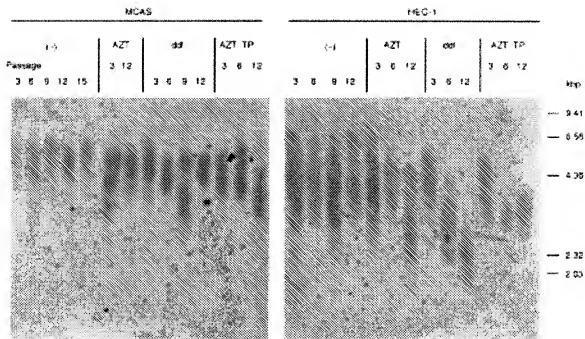 MCAS HEC-1
(-) AZT ddI AZT TP (-) AZT ddI AZT TP
Passage 3 12 3 6 9 12 3 6 12 3 6 9 12 3 6 12 3 6 12 3 6 12 kbp
3 6 9 12 15
9.41
6.56
4.36
2.32
2.03